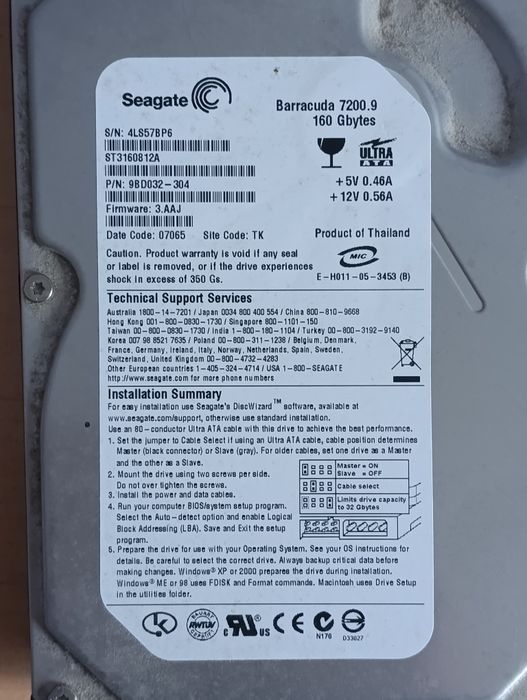 Seagate
Barracuda 7200.9
160 Gbytes
S/N: 4LS57BP6
ST3160812A
ULTRA
ATA
P/N: 9BD032-304
+5V 0.46A
+12V 0.56A
Firmware: 3.AAJ
Date Code: 07065 Site Code: TK
Product of Thailand
Caution. Product warranty is void if any seal
or label is removed, or if the drive experiences
shock in excess of 350 Gs.
MIC
E-H011-05-3453 (B)
Technical Support Services
Australia 1800-14-7201 / Japan 0034 800 400 554 / China 800-810-9668
Hong Kong 001-800-0830-1730 / Singapore 800-1101-150
Taiwan 00-800-0830-1730 / India 1-800-180-1104 / Turkey 00-800-3192-9140
Korea 007 98 8521 7635 / Poland 00-800-311-1238 / Belgium, Denmark,
France, Germany, Ireland, Italy, Norway, Netherlands, Spain, Sweden,
Switzerland, United Kingdom 00-800-4732-4283
Other European countries 1-405-324-4714 / USA 1-800-SEAGATE
http://www.seagate.com for more phone numbers
Installation Summary
For easy installation use Seagate's DiscWizard™ software, available at
www.seagate.com/support, otherwise use standard installation.
Use an 80-conductor Ultra ATA cable with this drive to achieve the best performance.
1. Set the jumper to Cable Select if using an Ultra ATA cable, cable position determines
Master (black connector) or Slave (gray). For older cables, set one drive as a Master
and the other as a Slave.
2. Mount the drive using two screws per side.
Do not over tighten the screws.
3. Install the power and data cables.
4. Run your computer BIOS/system setup program.
Select the Auto-detect option and enable Logical
Block Addressing (LBA). Save and Exit the setup
program.
Master = ON
Slave = OFF
Cable select
Limits drive capacity
to 32 Gbytes
5. Prepare the drive for use with your Operating System. See your OS instructions for
details. Be careful to select the correct drive. Always backup critical data before
making changes. Windows® XP or 2000 prepares the drive during installation.
Windows® ME or 98 uses FDISK and Format commands. Macintosh uses Drive Setup
in the utilities folder.
BAUART
RWTUV
GEPRÜFT
c RU ® US
CE
N176
D33027